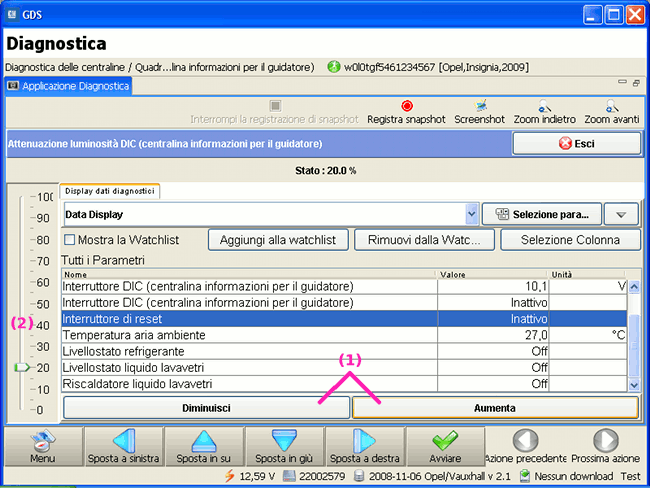 GDS
Diagnostica
Diagnostica delle centraline / Quadr...lina informazioni per il guidatore) w0l0tgf5461234567 [Opel,Insignia,2009]
Applicazione Diagnostica
Interrompi la registrazione di snapshot Registra snapshot Screenshot Zoom indietro Zoom avanti
Attenuazione luminosità DIC (centralina informazioni per il guidatore) Esci
Stato : 20.0 %
Display dati diagnostici
Data Display Selezione para...
Mostra la Watchlist Aggiungi alla watchlist Rimuovi dalla Watc... Selezione Colonna
Tutti i Parametri
Nome Valore Unità
Interruttore DIC (centralina informazioni per il guidatore) 10,1 V
Interruttore DIC (centralina informazioni per il guidatore) Inattivo
Interruttore di reset Inattivo
Temperatura aria ambiente 27,0 °C
Livellostato refrigerante Off
Livellostato liquido lavavetri Off
Riscaldatore liquido lavavetri Off
100
90
80
70
60
50
40
30
20
10
0
(2)
(1)
Diminuisci Aumenta
Menu Sposta a sinistra Sposta in su Sposta in giù Sposta a destra Avviare Azione precedente Prossima azione
12,59 V 22002579 2008-11-06 Opel/Vauxhall v 2.1 Nessun download Test